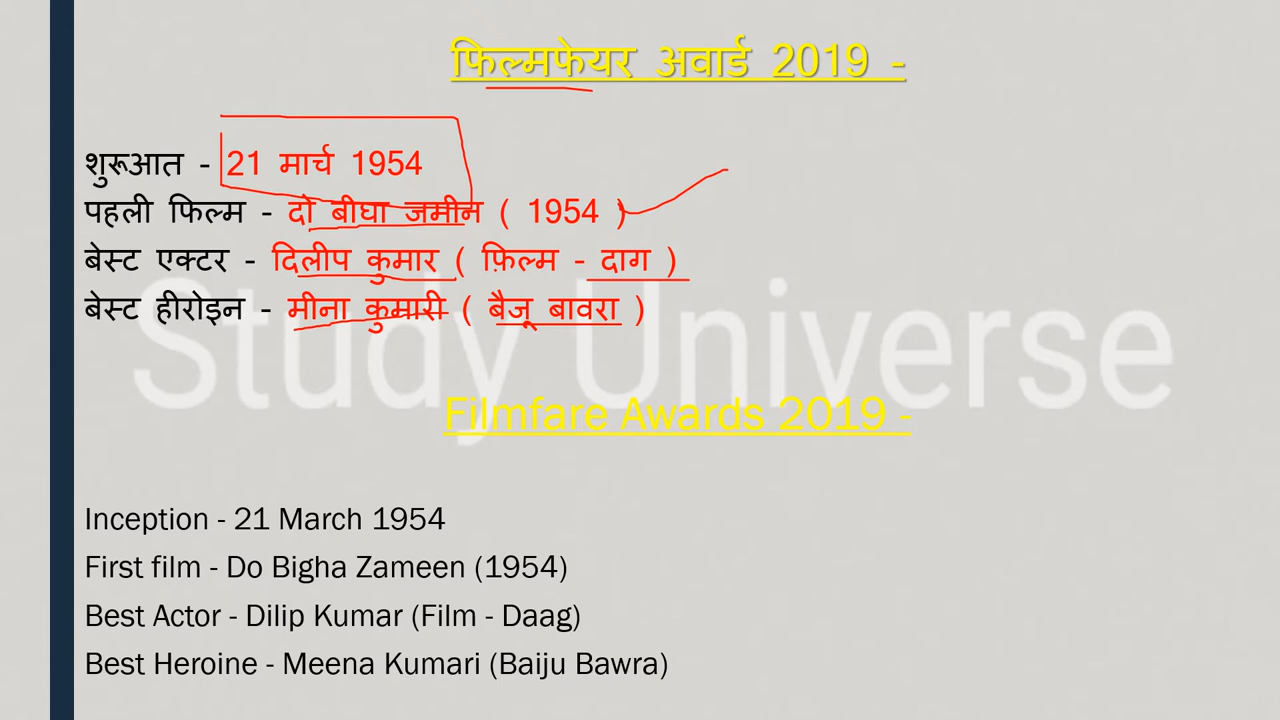 फिल्मफेयर अवार्ड 2019 -
शुरूआत - 21 मार्च 1954
पहली फिल्म - दो बीघा जमीन ( 1954 )
बेस्ट एक्टर - दिलीप कुमार ( फ़िल्म - दाग )
बेस्ट हीरोइन - मीना कुमारी ( बैजू बावरा )
Study Universe
Filmfare Awards 2019 -
Inception - 21 March 1954
First film - Do Bigha Zameen (1954)
Best Actor - Dilip Kumar (Film - Daag)
Best Heroine - Meena Kumari (Baiju Bawra)